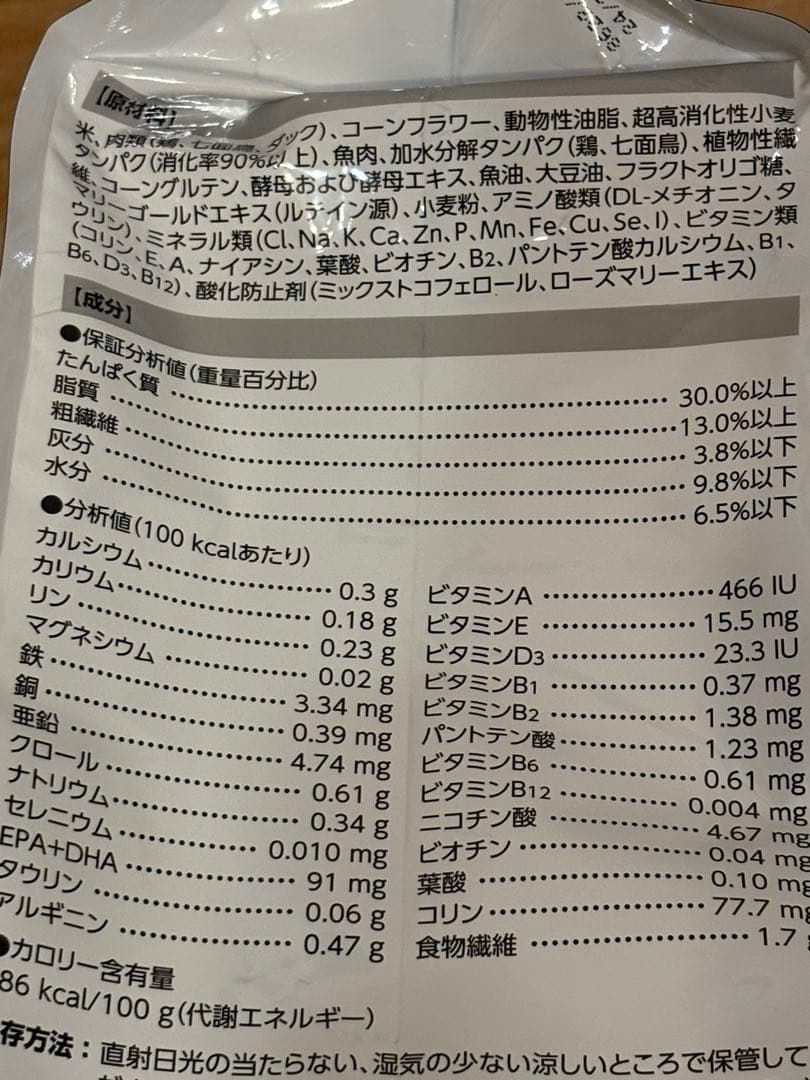 【原材料】
米、肉類(鶏、七面鳥、ダック)、コーンフラワー、動物性油脂、超高消化性小麦
タンパク(消化率90%以上)、魚肉、加水分解タンパク(鶏、七面鳥)、植物性繊
維、コーングルテン、酵母および酵母エキス、魚油、大豆油、フラクトオリゴ糖、
マリーゴールドエキス(ルテイン源)、小麦粉、アミノ酸類(DL-メチオニン、タ
ウリン)、ミネラル類(Cl、Na、K、Ca、Zn、P、Mn、Fe、Cu、Se、I)、ビタミン類
(コリン、E、A、ナイアシン、葉酸、ビオチン、B2、パントテン酸カルシウム、B1、
B6、D3、B12)、酸化防止剤(ミックストコフェロール、ローズマリーエキス)
【成分】
●保証分析値(重量百分比)
たんぱく質 ・・・ 30.0%以上
脂質 ・・・ 13.0%以上
粗繊維 ・・・ 3.8%以下
灰分 ・・・ 9.8%以下
水分 ・・・ 6.5%以下
●分析値(100 kcalあたり)
カルシウム ・・・ 0.3 g
カリウム ・・・ 0.18 g
リン ・・・ 0.23 g
マグネシウム ・・・ 0.02 g
鉄 ・・・ 3.34 mg
銅 ・・・ 0.39 mg
亜鉛 ・・・ 4.74 mg
クロール ・・・ 0.61 g
ナトリウム ・・・ 0.34 g
セレニウム ・・・ 0.010 mg
EPA+DHA ・・・ 91 mg
タウリン ・・・ 0.06 g
アルギニン ・・・ 0.47 g
ビタミンA ・・・ 466 IU
ビタミンE ・・・ 15.5 mg
ビタミンD3 ・・・ 23.3 IU
ビタミンB1 ・・・ 0.37 mg
ビタミンB2 ・・・ 1.38 mg
パントテン酸 ・・・ 1.23 mg
ビタミンB6 ・・・ 0.61 mg
ビタミンB12 ・・・ 0.004 mg
ニコチン酸 ・・・ 4.67 mg
ビオチン ・・・ 0.04 mg
葉酸 ・・・ 0.10 mg
コリン ・・・ 77.7 mg
食物繊維 ・・・ 1.7 g
●カロリー含有量
86 kcal/100 g(代謝エネルギー)
存方法：直射日光の当たらない、湿気の少ない涼しいところで保管して